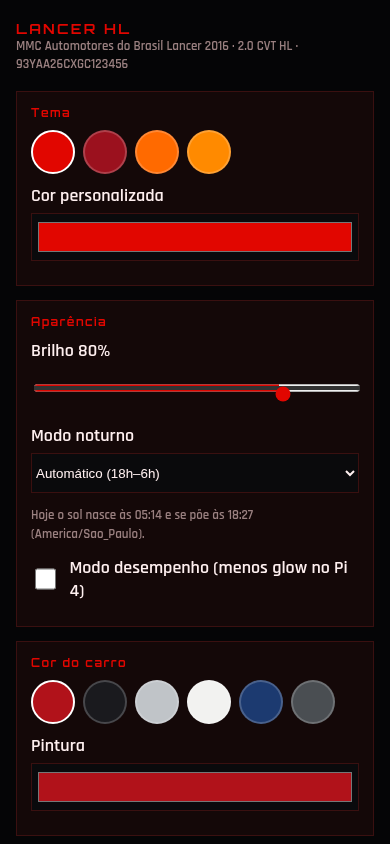 LANCER HL
MMC Automotores do Brasil Lancer 2016 · 2.0 CVT HL ·
93YAA26CXGC123456
Tema
Cor personalizada
Aparência
Brilho 80%
Modo noturno
Automático (18h–6h)
Hoje o sol nasce às 05:14 e se põe às 18:27
(America/Sao_Paulo).
Modo desempenho (menos glow no Pi
4)
Cor do carro
Pintura